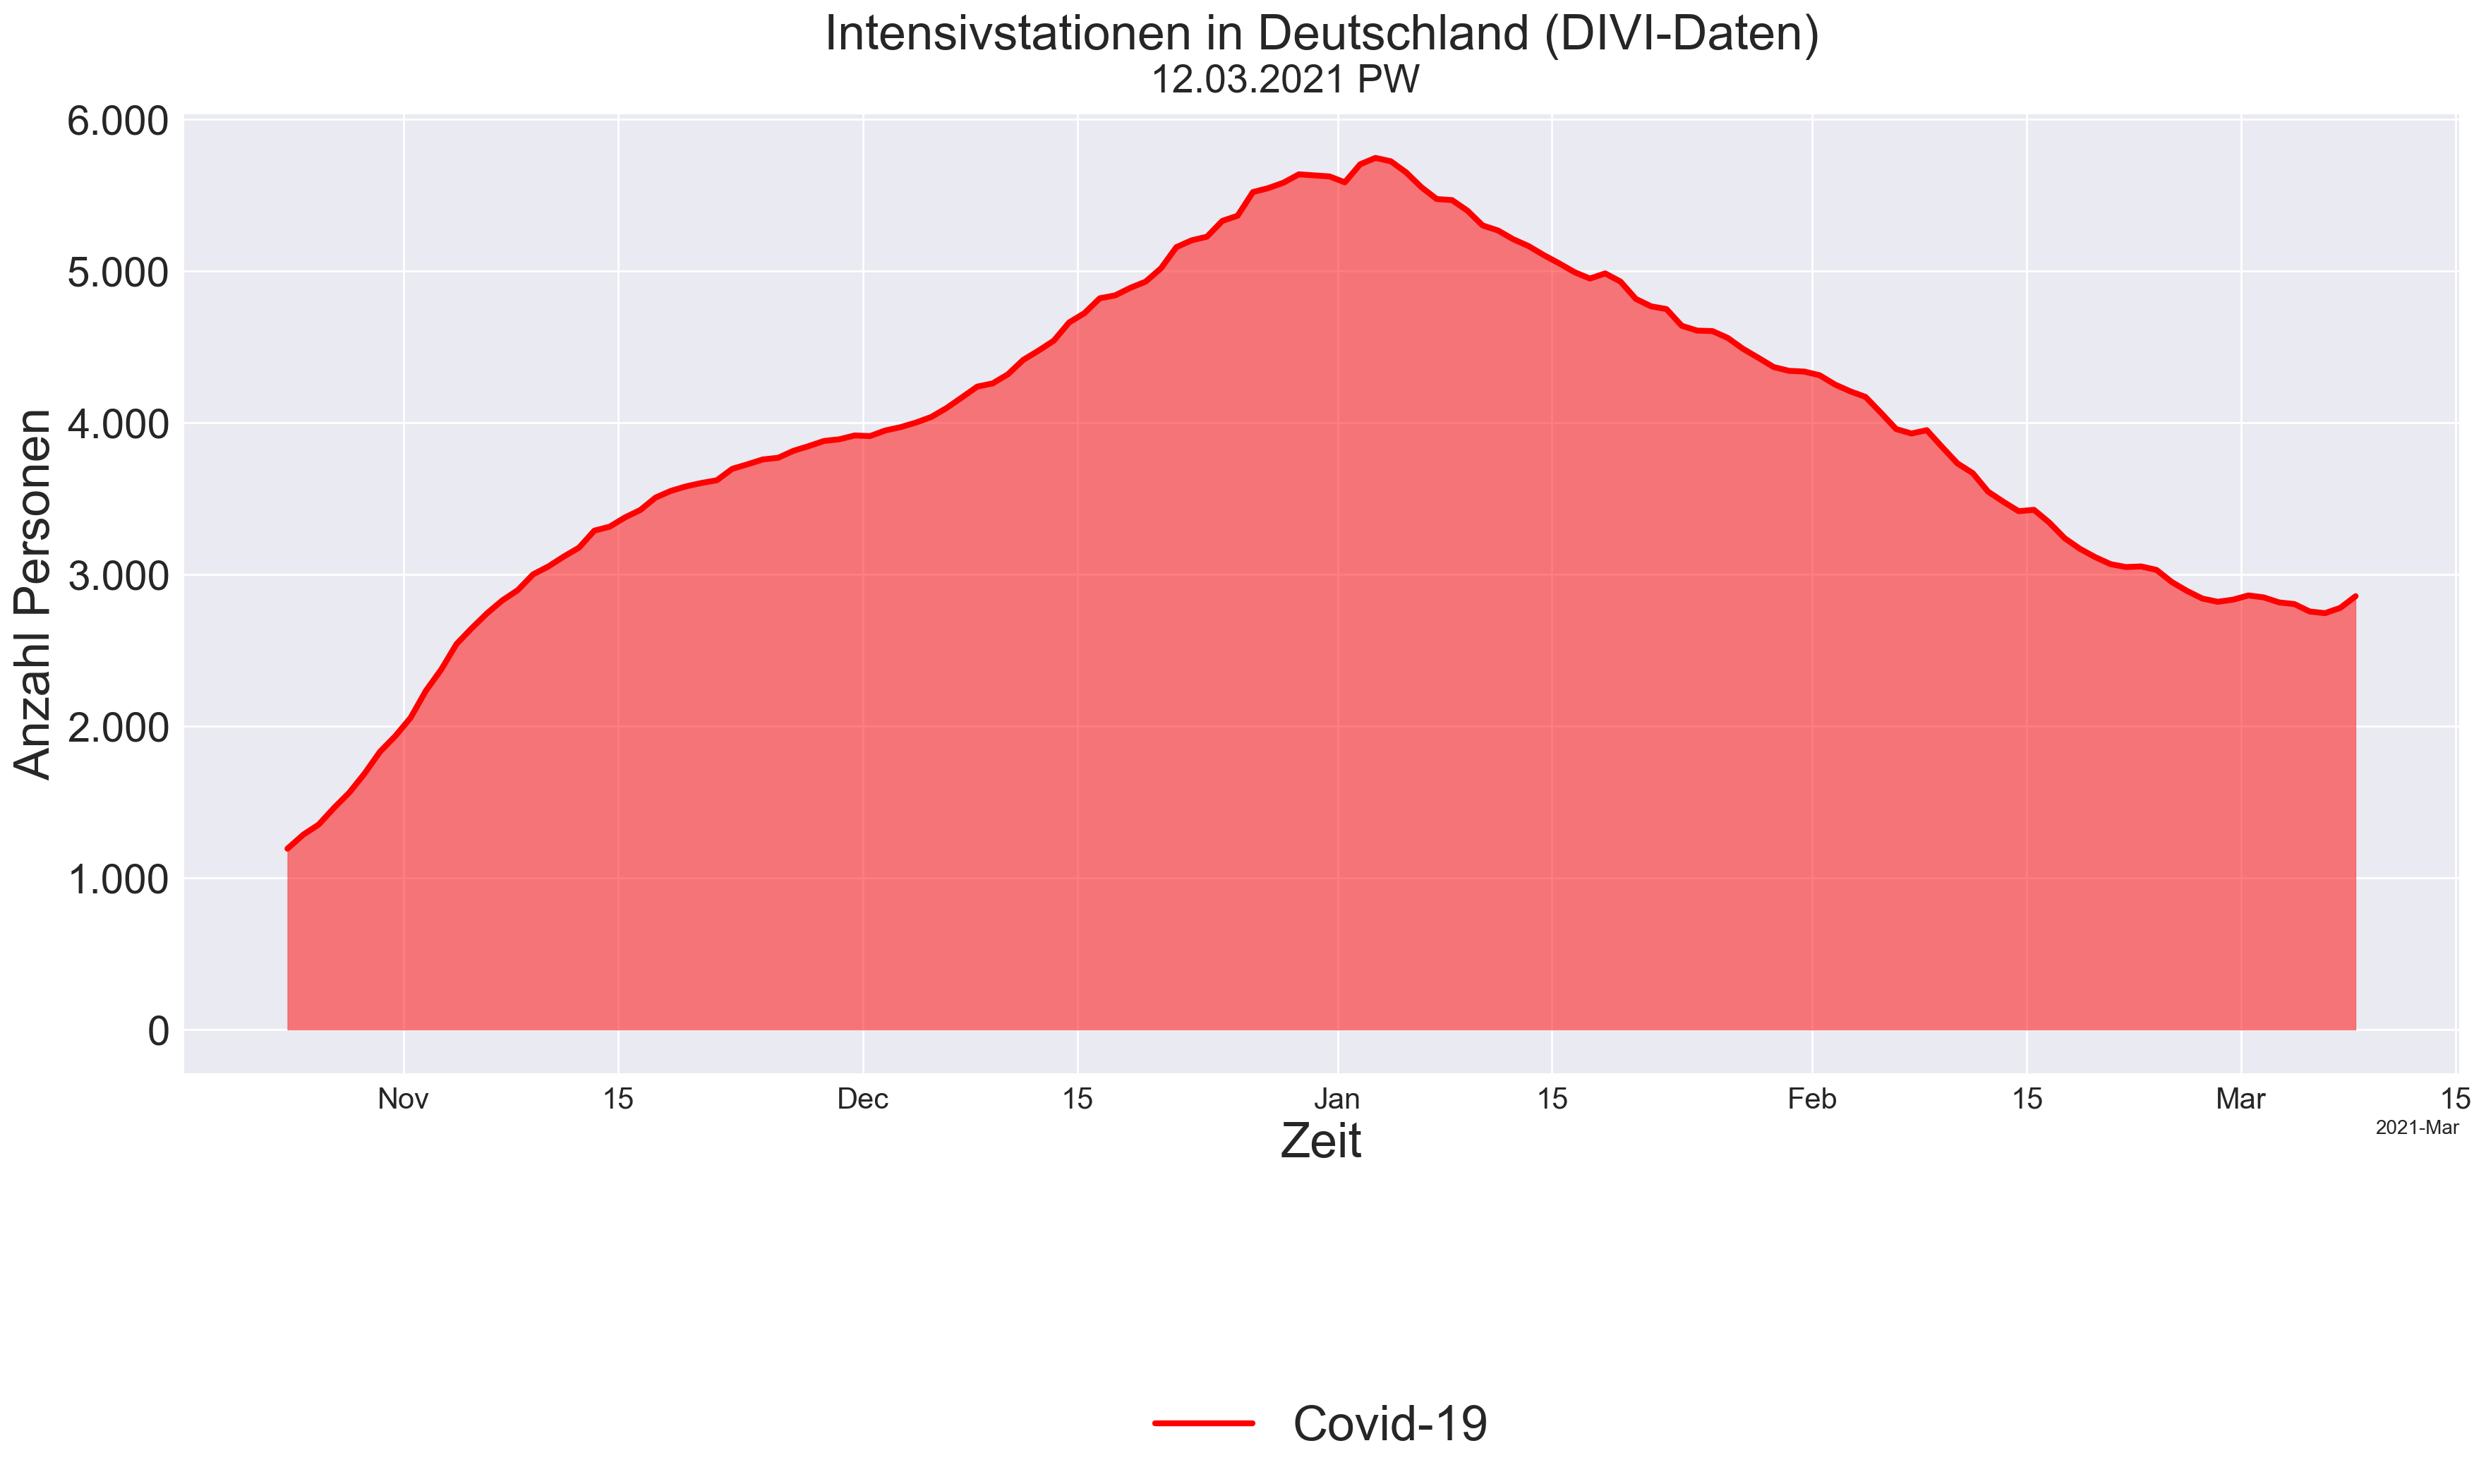 Intensivstationen in Deutschland (DIVI-Daten)
12.03.2021 PW
Anzahl Personen
6.000
5.000
4.000
3.000
2.000
1.000
0
Nov 15 Dec 15 Jan 15 Feb 15 Mar 15
2021-Mar
Zeit
Covid-19